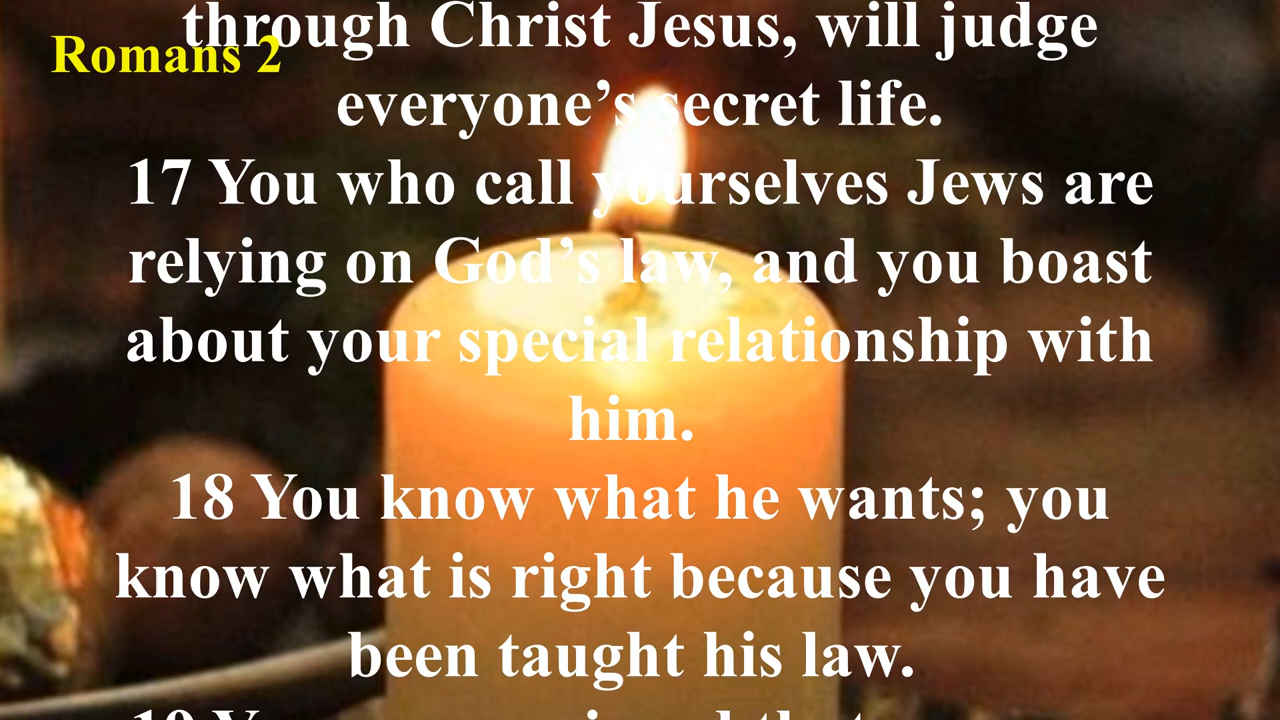 Romans 2
through Christ Jesus, will judge
everyone’s secret life.
17 You who call yourselves Jews are
relying on God’s law, and you boast
about your special relationship with
him.
18 You know what he wants; you
know what is right because you have
been taught his law.